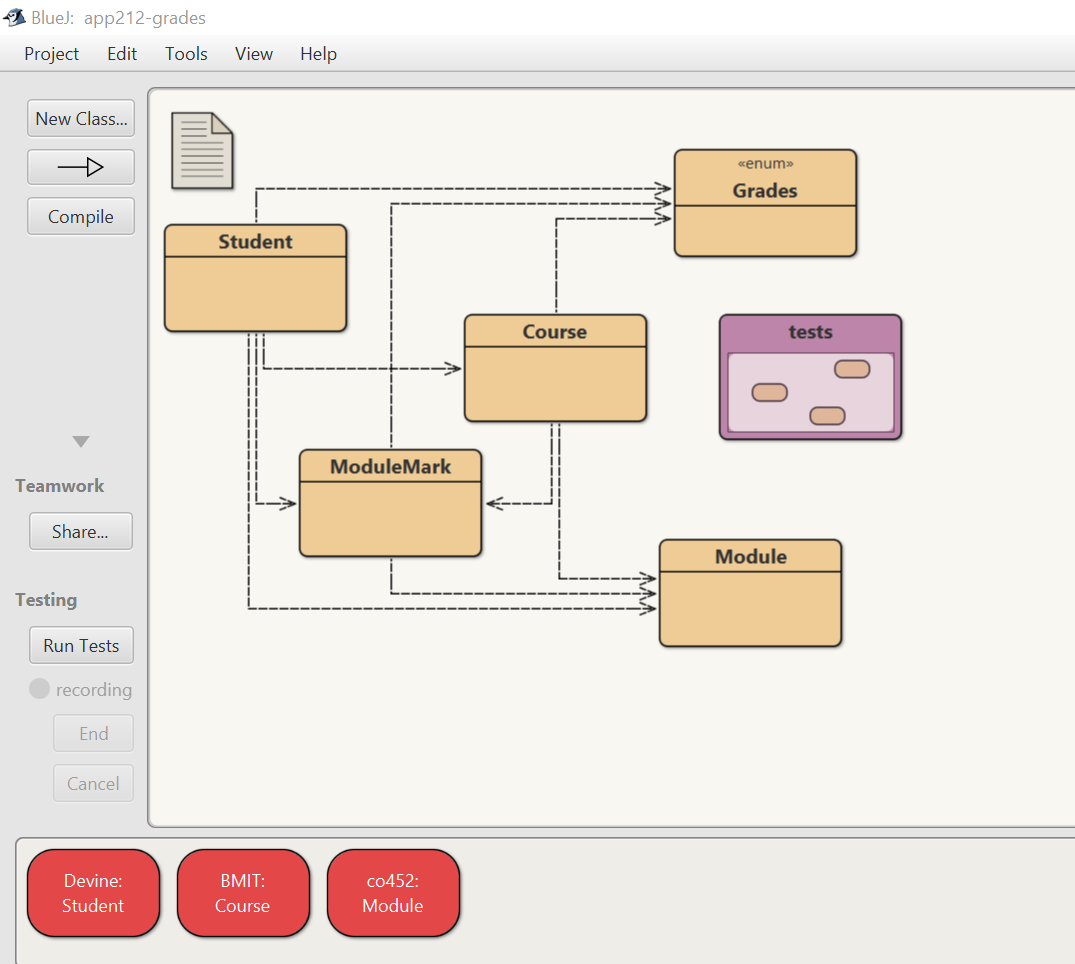 BlueJ: app212-grades
Project Edit Tools View Help
New Class...
Compile
Teamwork
Share...
Testing
Run Tests
recording
End
Cancel
Student
«enum»
Grades
Course
tests
ModuleMark
Module
Devine:
Student
BMIT:
Course
co452:
Module